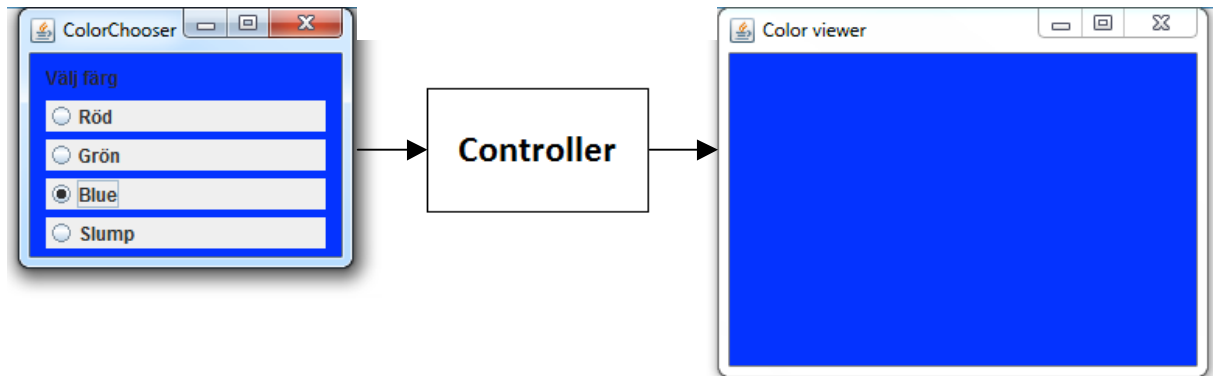 ColorChooser
Välj färg
Röd
Grön
Blue
Slump
Controller
Color viewer